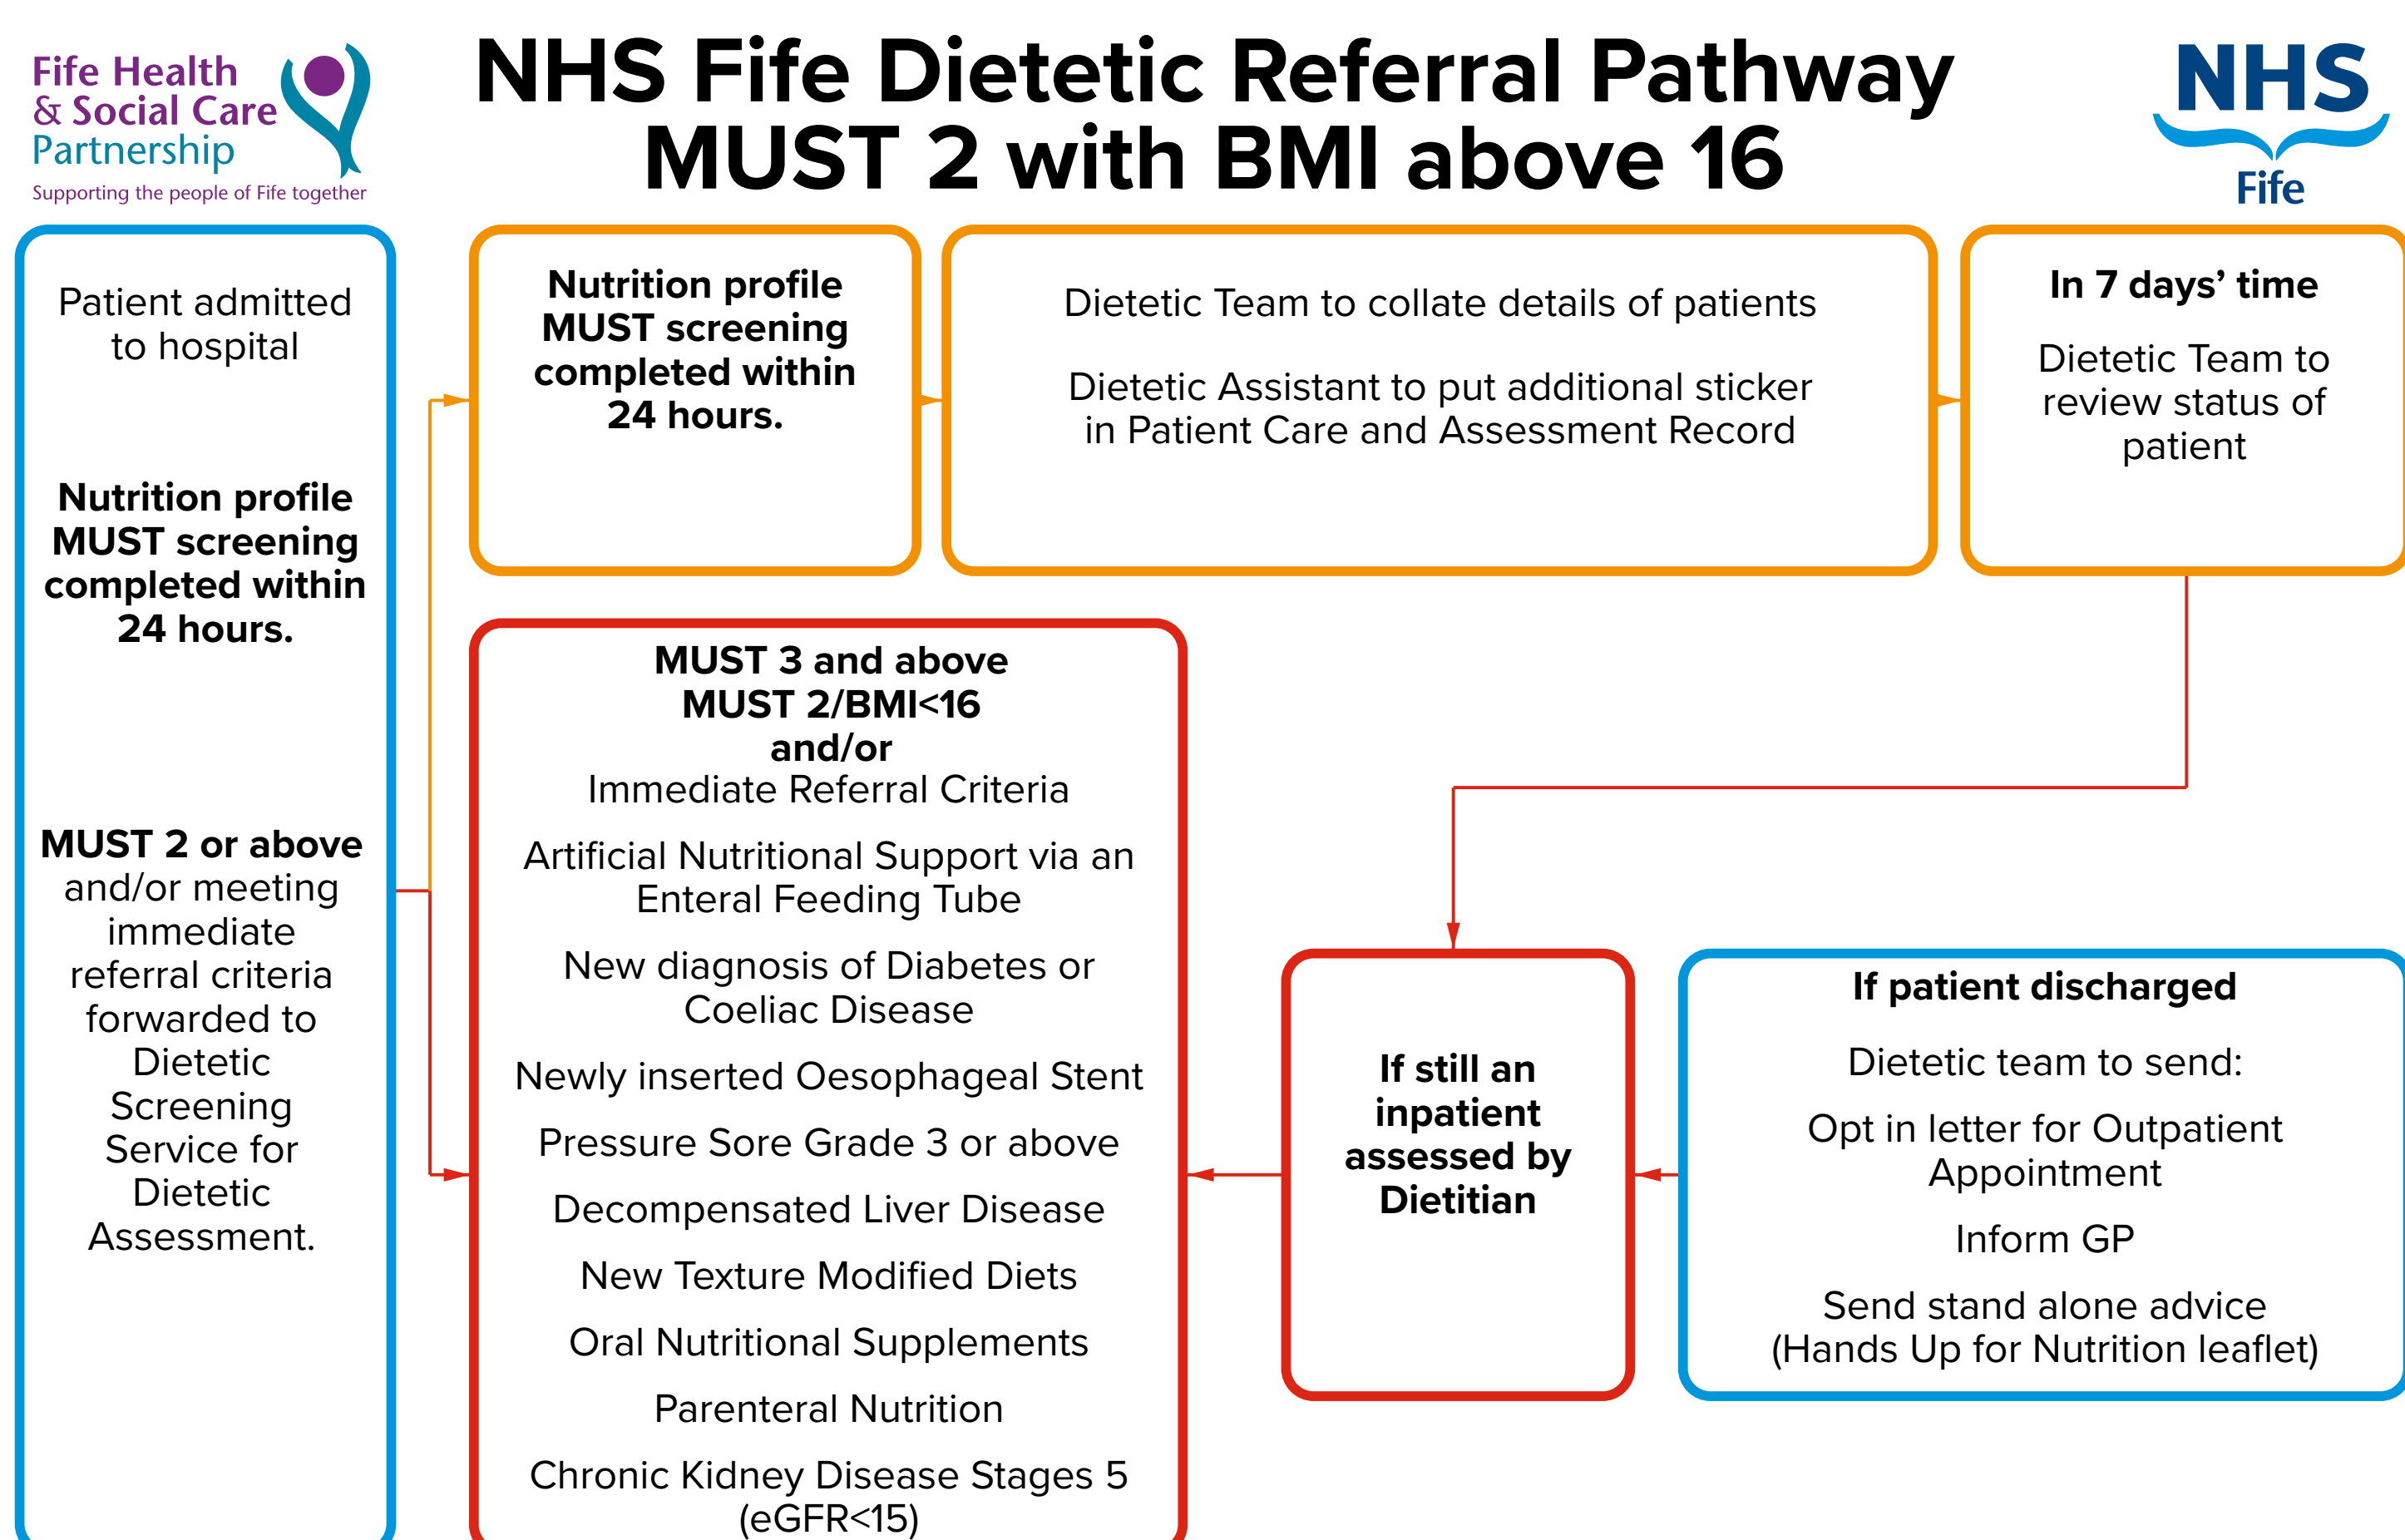 Fife Health
& Social Care
Partnership
Supporting the people of Fife together
NHS Fife Dietetic Referral Pathway
MUST 2 with BMI above 16
NHS
Fife
Patient admitted
to hospital
Nutrition profile
MUST screening
completed within
24 hours.
MUST 2 or above
and/or meeting
immediate
referral criteria
forwarded to
Dietetic
Screening
Service for
Dietetic
Assessment.
Nutrition profile
MUST screening
completed within
24 hours.
Dietetic Team to collate details of patients
Dietetic Assistant to put additional sticker
in Patient Care and Assessment Record
In 7 days’ time
Dietetic Team to
review status of
patient
MUST 3 and above
MUST 2/BMI<16
and/or
Immediate Referral Criteria
Artificial Nutritional Support via an
Enteral Feeding Tube
New diagnosis of Diabetes or
Coeliac Disease
Newly inserted Oesophageal Stent
Pressure Sore Grade 3 or above
Decompensated Liver Disease
New Texture Modified Diets
Oral Nutritional Supplements
Parenteral Nutrition
Chronic Kidney Disease Stages 5
(eGFR<15)
If still an
inpatient
assessed by
Dietitian
If patient discharged
Dietetic team to send:
Opt in letter for Outpatient
Appointment
Inform GP
Send stand alone advice
(Hands Up for Nutrition leaflet)